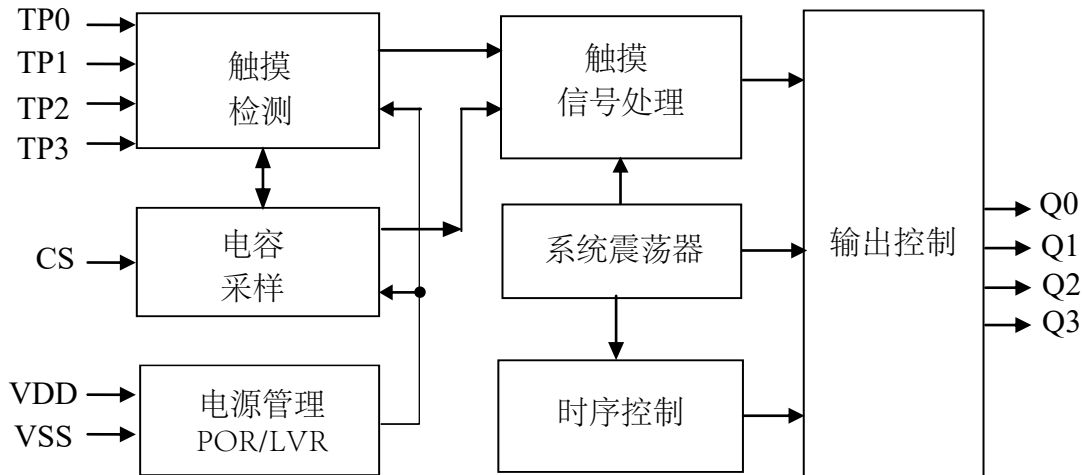 TP0
TP1
TP2
TP3
触摸
检测
触摸
信号处理
CS
电容
采样
系统震荡器
输出控制
Q0
Q1
Q2
Q3
VDD
VSS
电源管理
POR/LVR
时序控制